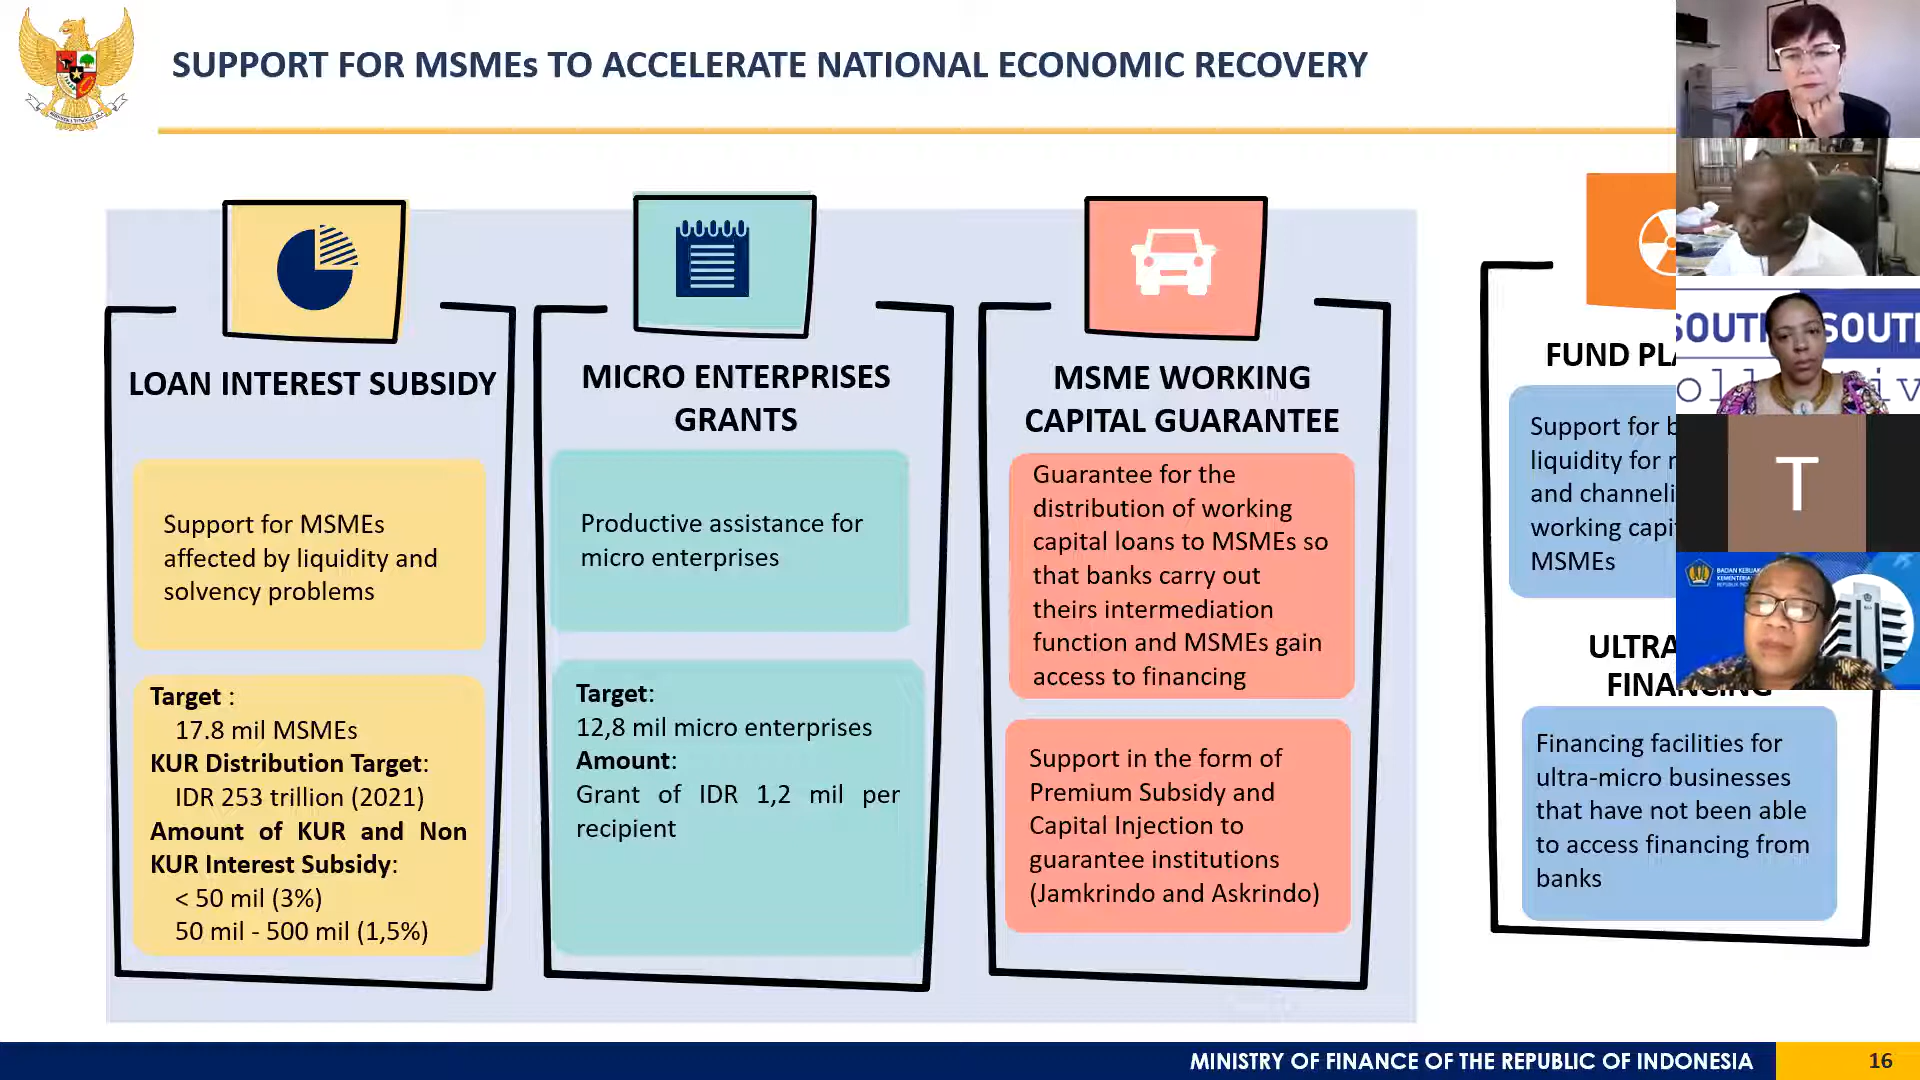 SUPPORT FOR MSMEs TO ACCELERATE NATIONAL ECONOMIC RECOVERY
LOAN INTEREST SUBSIDY
Support for MSMEs
affected by liquidity and
solvency problems
Target :
17.8 mil MSMEs
KUR Distribution Target:
IDR 253 trillion (2021)
Amount of KUR and Non
KUR Interest Subsidy:
< 50 mil (3%)
50 mil - 500 mil (1,5%)
MICRO ENTERPRISES
GRANTS
Productive assistance for
micro enterprises
Target:
12,8 mil micro enterprises
Amount:
Grant of IDR 1,2 mil per
recipient
MSME WORKING
CAPITAL GUARANTEE
Guarantee for the
distribution of working
capital loans to MSMEs so
that banks carry out
theirs intermediation
function and MSMEs gain
access to financing
Support in the form of
Premium Subsidy and
Capital Injection to
guarantee institutions
(Jamkrindo and Askrindo)
FUND
Support for
liquidity for
and
working
MSMEs
ULTRA
FINANCING
Financing facilities for
ultra-micro businesses
that have not been able
to access financing from
banks
SOUTH SOUTH
T
BADAN
MINISTRY OF FINANCE OF THE REPUBLIC OF INDONESIA
16